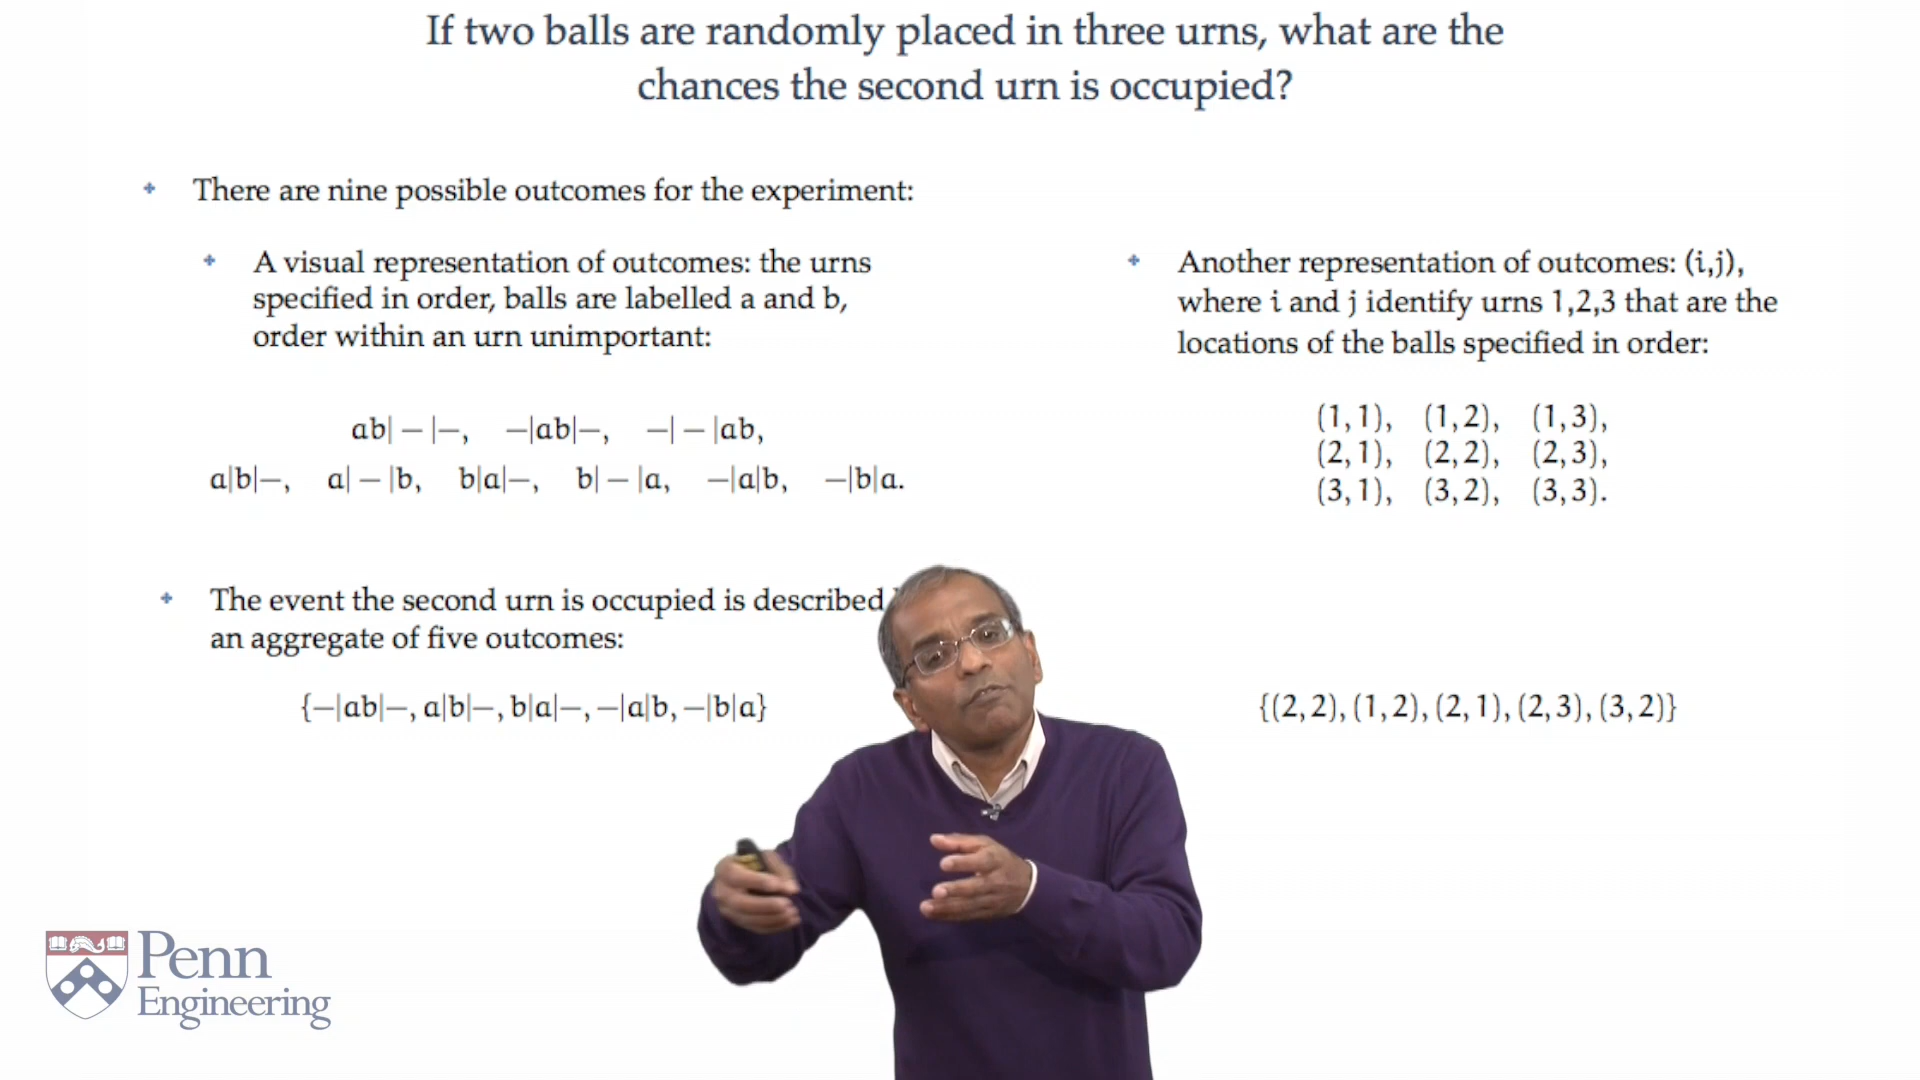 If two balls are randomly placed in three urns, what are the
chances the second urn is occupied?
There are nine possible outcomes for the experiment:
A visual representation of outcomes: the urns
specified in order, balls are labelled a and b,
order within an urn unimportant:
ab| – |–, –|ab|–, –| – |ab,
a|b|–, a| – |b, b|a|–, b| – |a, –|a|b, –|b|a.
Another representation of outcomes: (i,j),
where i and j identify urns 1,2,3 that are the
locations of the balls specified in order:
(1, 1), (1, 2), (1, 3),
(2, 1), (2, 2), (2, 3),
(3, 1), (3, 2), (3, 3).
The event the second urn is occupied is described
an aggregate of five outcomes:
{–|ab|–, a|b|–, b|a|–, –|a|b, –|b|a}
{(2, 2), (1, 2), (2, 1), (2, 3), (3, 2)}
Penn
Engineering